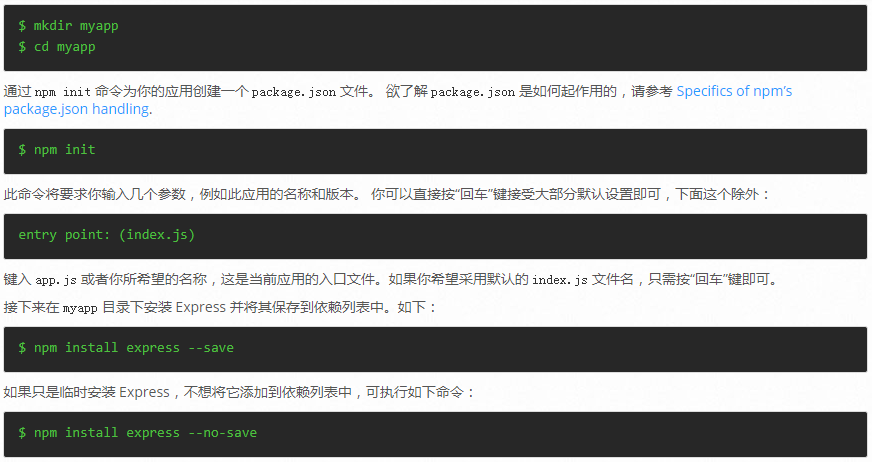 $ mkdir myapp
$ cd myapp
通过 npm init 命令为你的应用创建一个 package.json 文件。 欲了解 package.json 是如何起作用的，请参考 Specifics of npm’s
package.json handling.
$ npm init
此命令将要求你输入几个参数，例如此应用的名称和版本。 你可以直接按“回车”键接受大部分默认设置即可，下面这个除外：
entry point: (index.js)
键入 app.js 或者你所希望的名称，这是当前应用的入口文件。如果你希望采用默认的 index.js 文件名，只需按“回车”键即可。
接下来在 myapp 目录下安装 Express 并将其保存到依赖列表中。如下：
$ npm install express --save
如果只是临时安装 Express，不想将它添加到依赖列表中，可执行如下命令：
$ npm install express --no-save